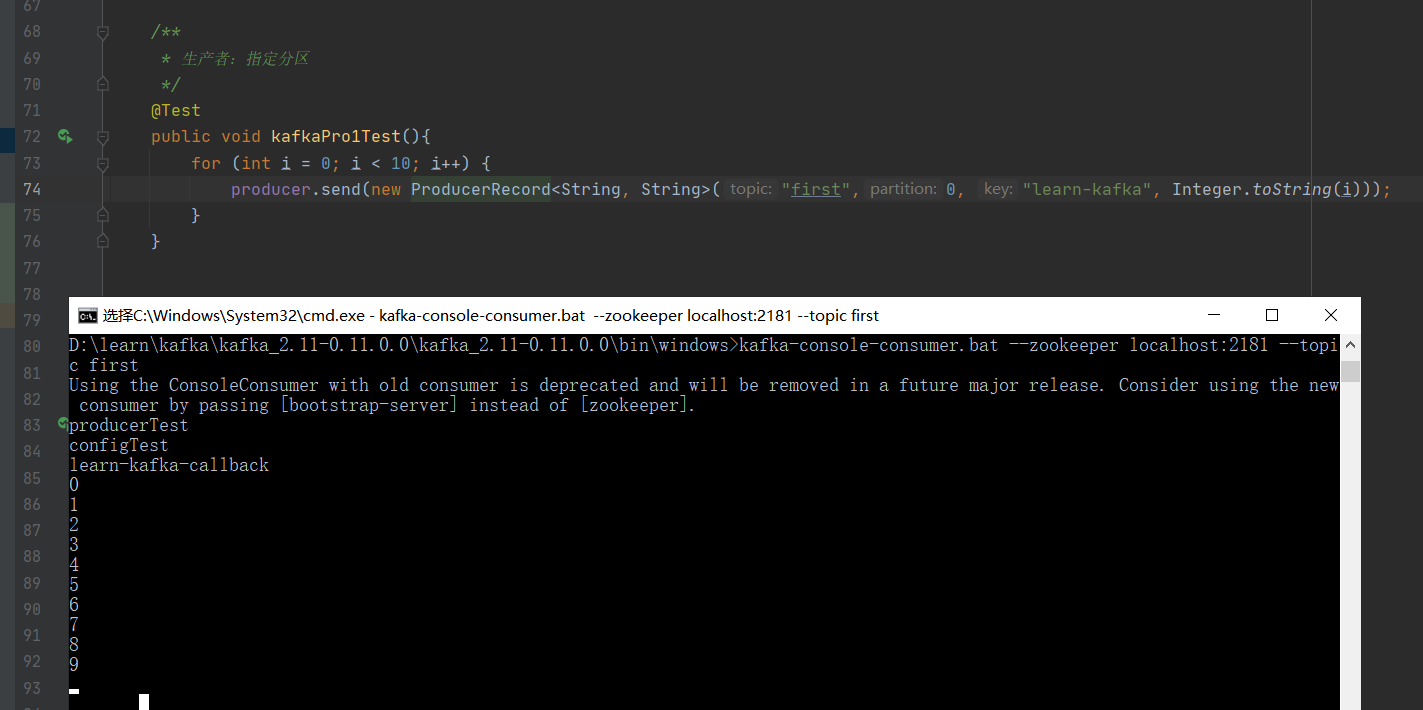 67
68 /**
69 * 生产者：指定分区
70 */
71 @Test
72 public void kafkaPro1Test(){
73 for (int i = 0; i < 10; i++) {
74 producer.send(new ProducerRecord<String, String>( topic: "first", partition: 0, key: "learn-kafka", Integer.toString(i)));
75 }
76 }
77
78
79 选择C:\Windows\System32\cmd.exe - kafka-console-consumer.bat --zookeeper localhost:2181 --topic first
80 D:\learn\kafka\kafka_2.11-0.11.0.0\kafka_2.11-0.11.0.0\bin\windows>kafka-console-consumer.bat --zookeeper localhost:2181 --topi
81 c first
82 Using the ConsoleConsumer with old consumer is deprecated and will be removed in a future major release. Consider using the new
consumer by passing [bootstrap-server] instead of [zookeeper].
83 producerTest
84 configTest
85 learn-kafka-callback
0
86 1
87 2
88 3
4
89 5
90 6
91 7
8
92 9
93